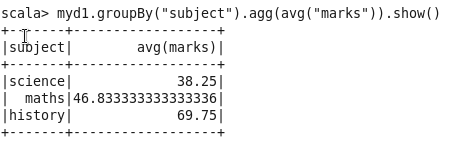 scala> myd1.groupBy("subject").agg(avg("marks")).show()
+-------+------------------+
|subject|        avg(marks)|
+-------+------------------+
|science|             38.25|
|  maths|46.833333333333336|
|history|             69.75|
+-------+------------------+